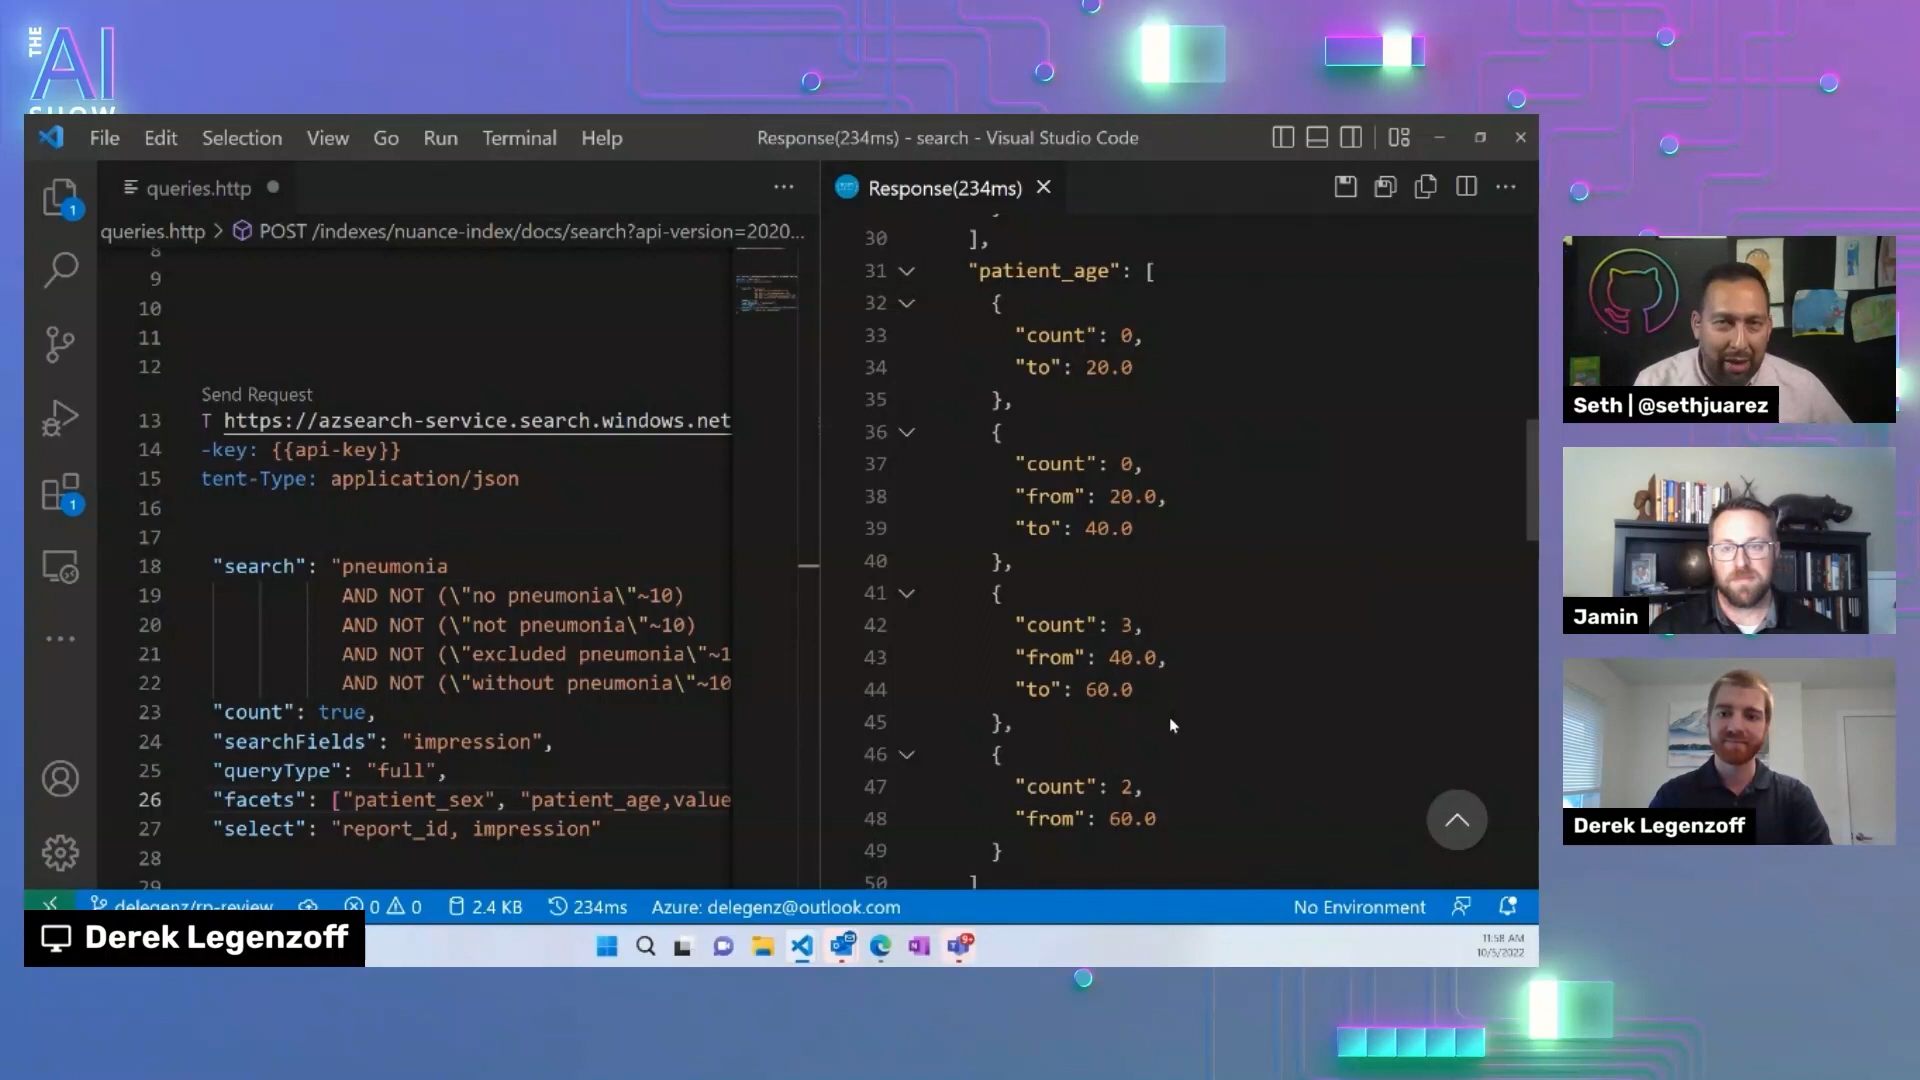 THE
AI
SHOW
File Edit Selection View Go Run Terminal Help
Response(234ms) - search - Visual Studio Code
queries.http
Response(234ms)
queries.http > POST /indexes/nuance-index/docs/search?api-version=2020...
8
9
10
11
12
Send Request
13 T https://azsearch-service.search.windows.net
14 -key: {{api-key}}
15 tent-Type: application/json
16
17
18 "search": "pneumonia
19 AND NOT (\"no pneumonia\"~10)
20 AND NOT (\"not pneumonia\"~10)
21 AND NOT (\"excluded pneumonia\"~1
22 AND NOT (\"without pneumonia\"~10
23 "count": true,
24 "searchFields": "impression",
25 "queryType": "full",
26 "facets": ["patient_sex", "patient_age,value
27 "select": "report_id, impression"
28
29
30 ],
31 "patient_age": [
32 {
33 "count": 0,
34 "to": 20.0
35 },
36 {
37 "count": 0,
38 "from": 20.0,
39 "to": 40.0
40 },
41 {
42 "count": 3,
43 "from": 40.0,
44 "to": 60.0
45 },
46 {
47 "count": 2,
48 "from": 60.0
49 }
50 ]
1
1
delegenz/rp-review 0 0 2.4 KB 234ms Azure: delegenz@outlook.com No Environment
Derek Legenzoff
9+
11:58 AM
10/5/2022
Seth | @sethjuarez
Jamin
Derek Legenzoff